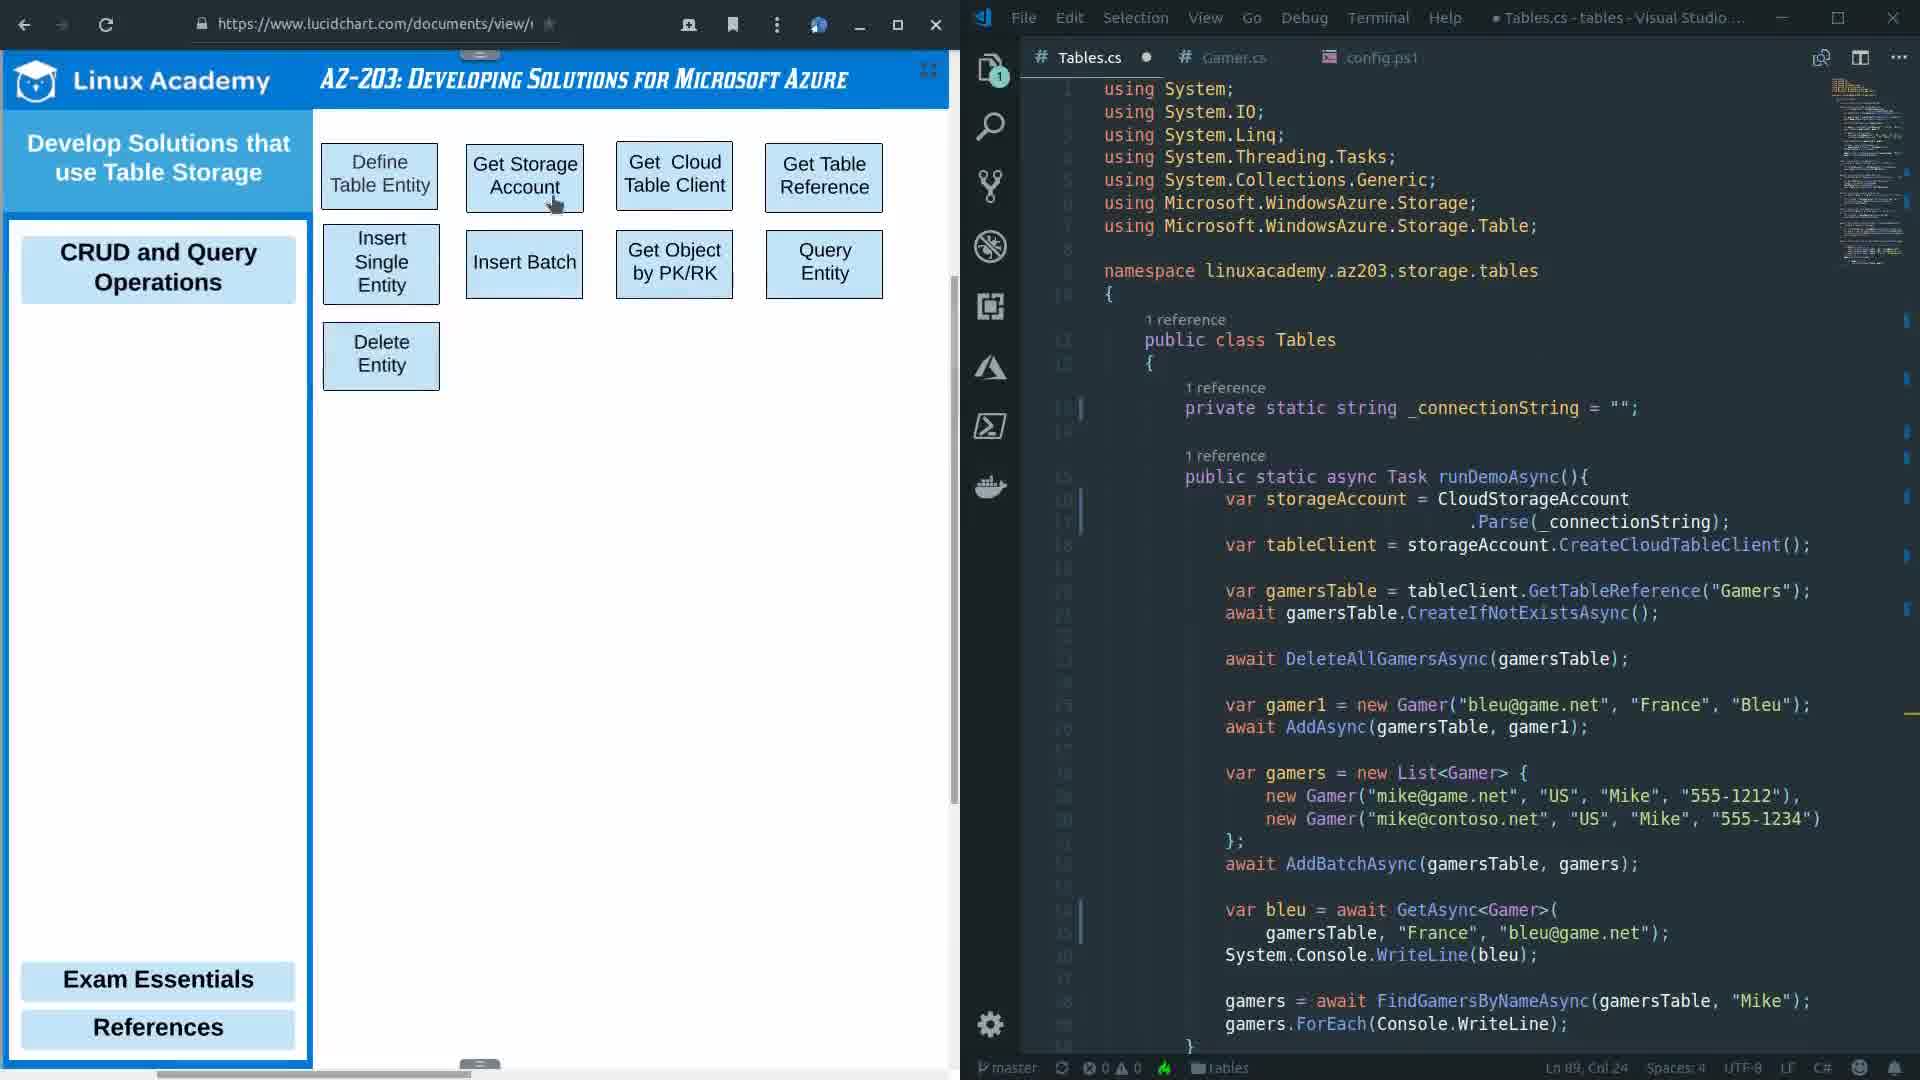 https://www.lucidchart.com/documents/view/
Linux Academy
AZ-203: Developing Solutions for Microsoft Azure
Develop Solutions that
use Table Storage
CRUD and Query
Operations
Exam Essentials
References
Define
Table Entity
Get Storage
Account
Get Cloud
Table Client
Get Table
Reference
Insert
Single
Entity
Insert Batch
Get Object
by PK/RK
Query
Entity
Delete
Entity
File Edit Selection View Go Debug Terminal Help ● Tables.cs - tables - Visual Studio ...
1
# Tables.cs ● # Gamer.cs config.ps1
using System;
using System.IO;
using System.Linq;
using System.Threading.Tasks;
using System.Collections.Generic;
using Microsoft.WindowsAzure.Storage;
using Microsoft.WindowsAzure.Storage.Table;
namespace linuxacademy.az203.storage.tables
{
1 reference
public class Tables
{
1 reference
private static string _connectionString = "";
1 reference
public static async Task runDemoAsync(){
var storageAccount = CloudStorageAccount
.Parse(_connectionString);
var tableClient = storageAccount.CreateCloudTableClient();
var gamersTable = tableClient.GetTableReference("Gamers");
await gamersTable.CreateIfNotExistsAsync();
await DeleteAllGamersAsync(gamersTable);
var gamer1 = new Gamer("bleu@game.net", "France", "Bleu");
await AddAsync(gamersTable, gamer1);
var gamers = new List<Gamer> {
new Gamer("mike@game.net", "US", "Mike", "555-1212"),
new Gamer("mike@contoso.net", "US", "Mike", "555-1234")
};
await AddBatchAsync(gamersTable, gamers);
var bleu = await GetAsync<Gamer>(
gamersTable, "France", "bleu@game.net");
System.Console.WriteLine(bleu);
gamers = await FindGamersByNameAsync(gamersTable, "Mike");
gamers.ForEach(Console.WriteLine);
}
master 0 0 tables Ln 89, Col 24 Spaces: 4 UTF-8 LF C#